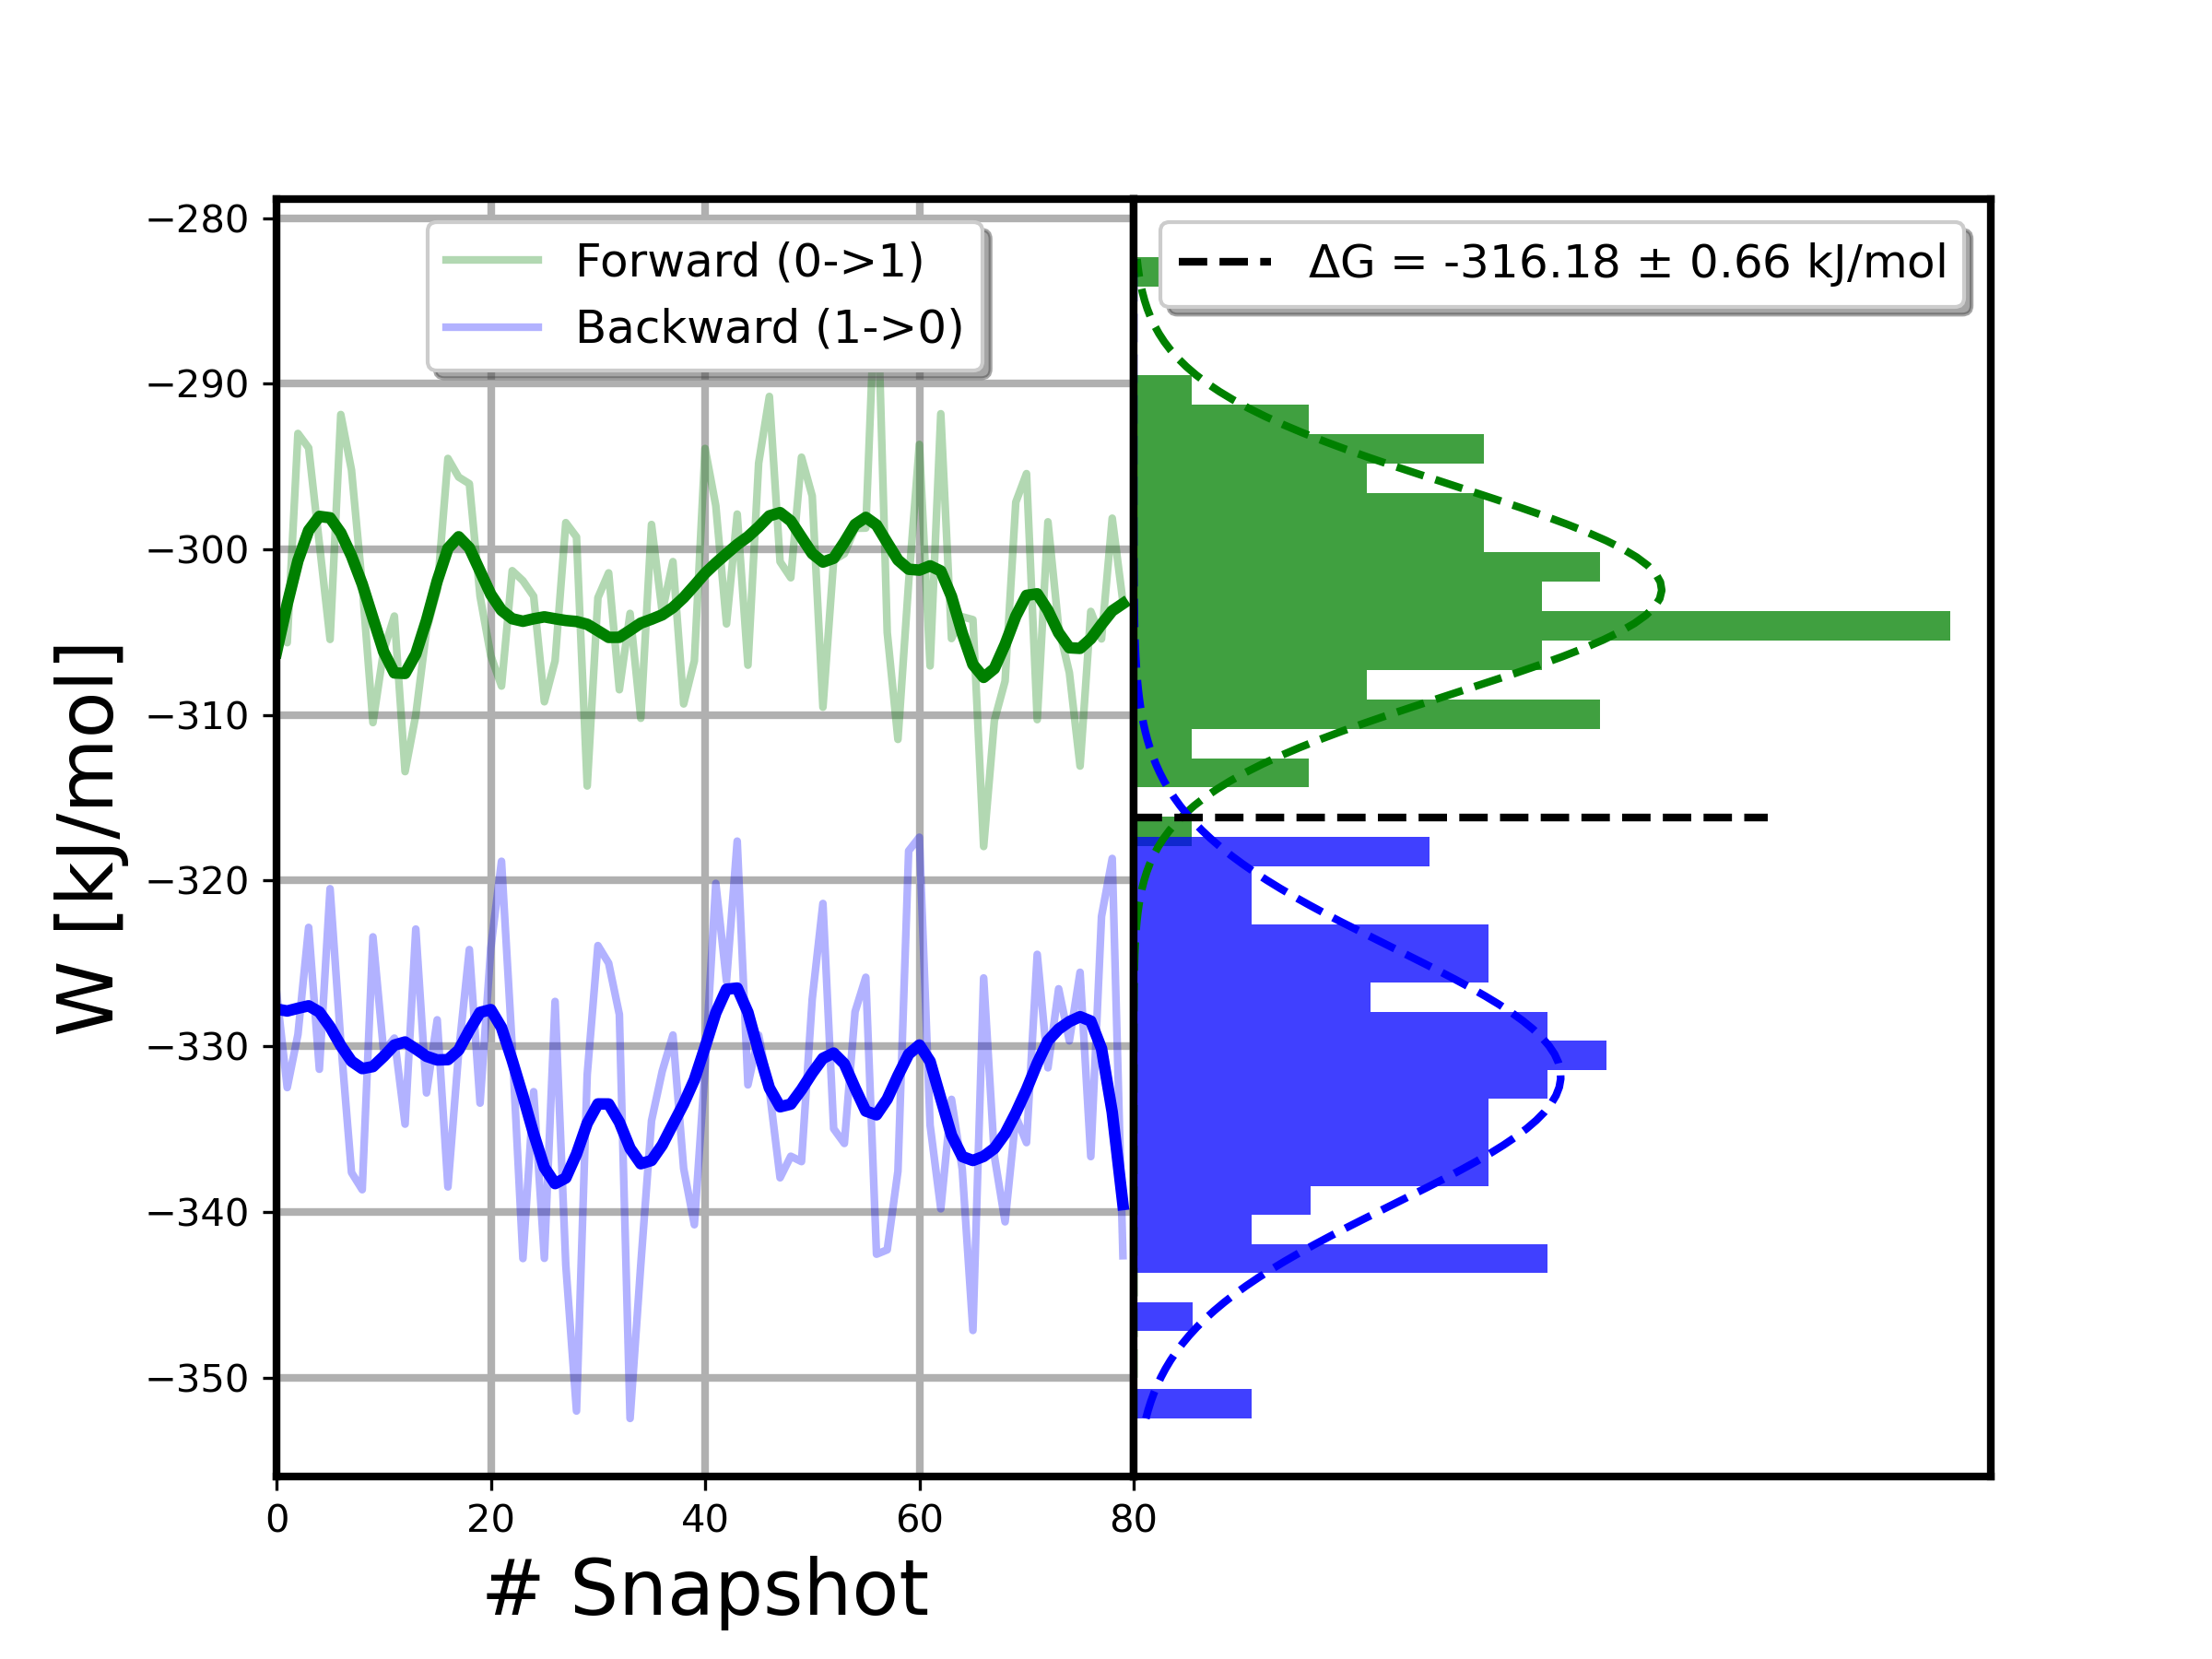 −280
−290
−300
−310
−320
−330
−340
−350
W [kJ/mol]
Forward (0->1)
Backward (1->0)
ΔG = -316.18 ± 0.66 kJ/mol
0 20 40 60 80
# Snapshot